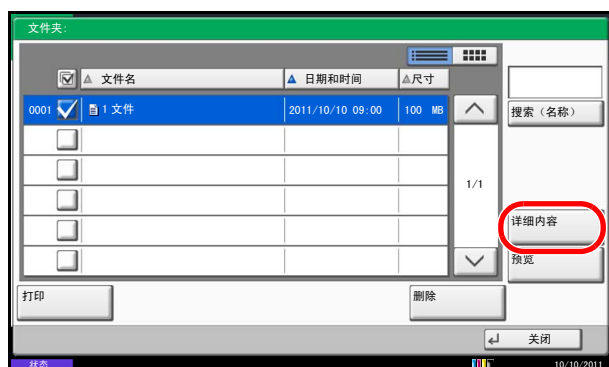 文件夹:
文件名 日期和时间 尺寸
0001 1 文件 2011/10/10 09:00 100 MB
搜索（名称）
1/1
详细内容
预览
打印 删除
关闭
状态 10/10/2011